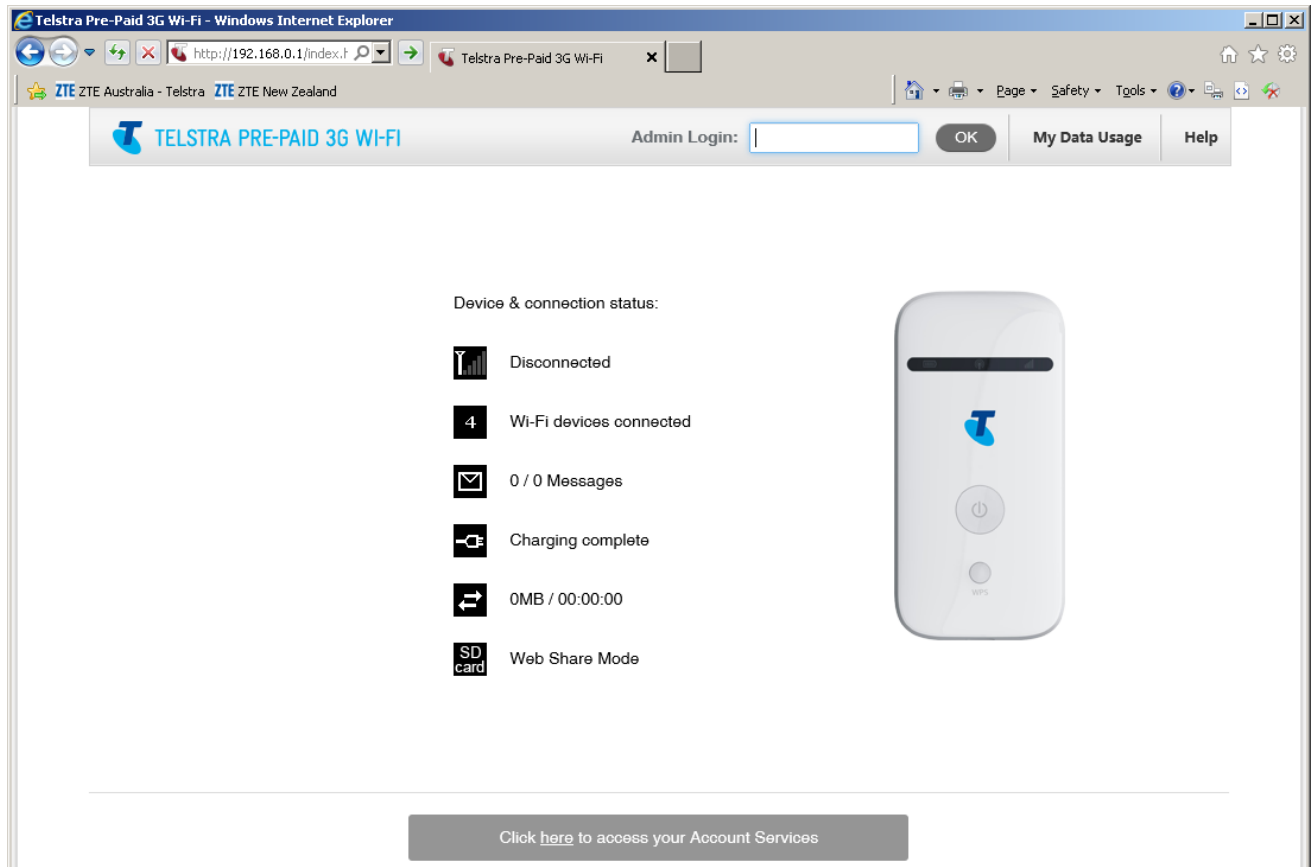 Telstra Pre-Paid 3G Wi-Fi - Windows Internet Explorer
http://192.168.0.1/index.h
Telstra Pre-Paid 3G Wi-Fi
ZTE ZTE Australia - Telstra ZTE ZTE New Zealand
Page Safety Tools
T TELSTRA PRE-PAID 3G WI-FI Admin Login: OK My Data Usage Help
Device & connection status:
Disconnected
4 Wi-Fi devices connected
0 / 0 Messages
Charging complete
0MB / 00:00:00
SD card Web Share Mode
T
WPS
Click here to access your Account Services